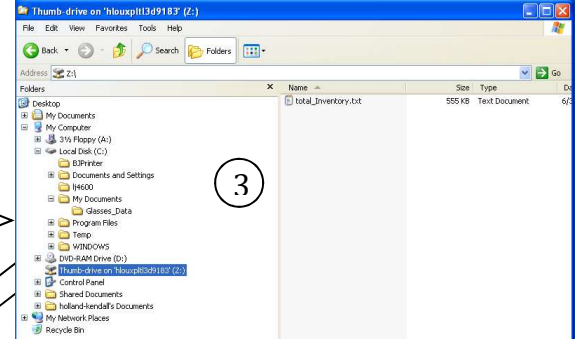 Thumb-drive on 'hlouxpltl3d9183' (Z:)
File Edit View Favorites Tools Help
Back Search Folders
Address Z:\ Go
Folders × Name Size Type Da
Desktop total_Inventory.txt 555 KB Text Document 6/3
My Documents
My Computer
3½ Floppy (A:)
Local Disk (C:)
BJPrinter
Documents and Settings
lj4600
My Documents
Glasses_Data
Program Files
Temp
WINDOWS
DVD-RAM Drive (D:)
Thumb-drive on 'hlouxpltl3d9183' (Z:)
Control Panel
Shared Documents
holland-kendall's Documents
My Network Places
Recycle Bin
3